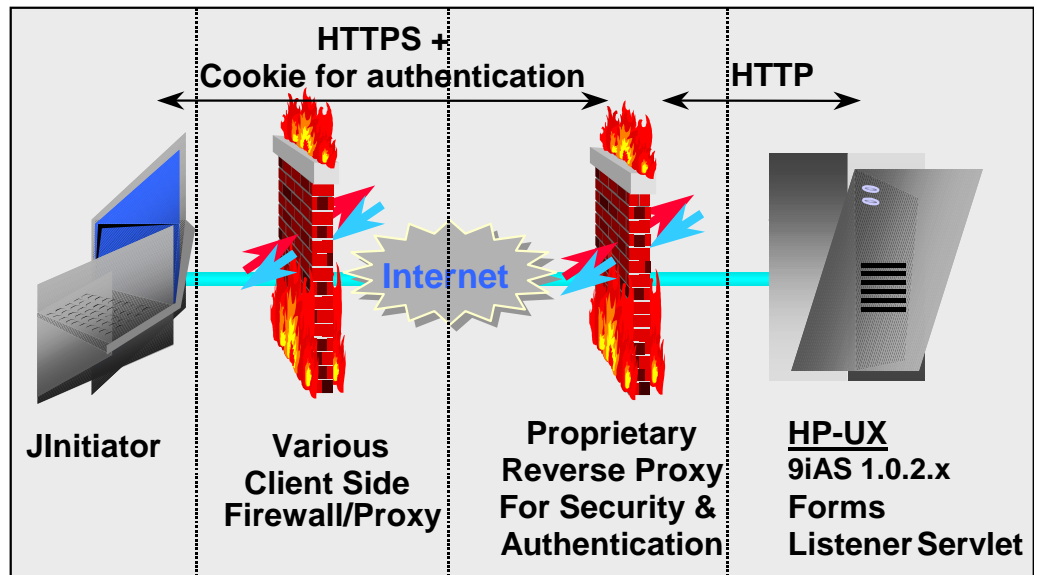 HTTPS +
Cookie for authentication
HTTP
Internet
JInitiator
Various
Client Side
Firewall/Proxy
Proprietary
Reverse Proxy
For Security &
Authentication
HP-UX
9iAS 1.0.2.x
Forms
Listener Servlet